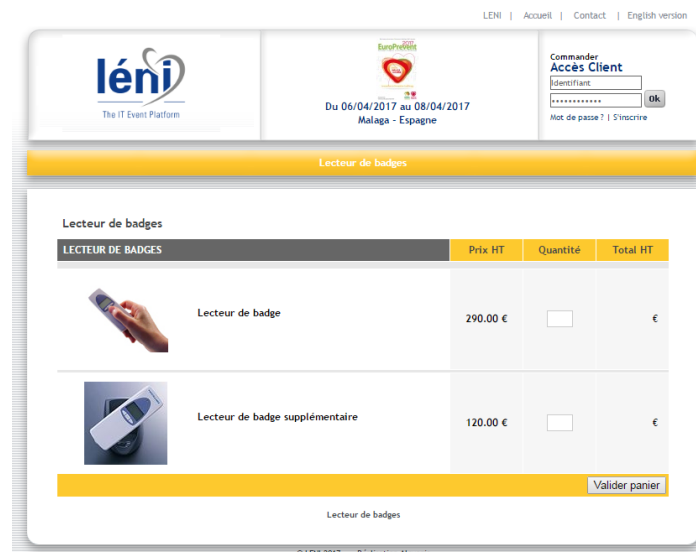 LENI | Accueil | Contact | English version
léni
The IT Event Platform
EuroPrevent
2017
Du 06/04/2017 au 08/04/2017
Malaga - Espagne
Commander
Accès Client
Identifiant
••••••••••••
Ok
Mot de passe ? | S'inscrire
Lecteur de badges
Lecteur de badges
LECTEUR DE BADGES Prix HT Quantité Total HT
Lecteur de badge 290.00 € €
Lecteur de badge supplémentaire 120.00 € €
Valider panier
Lecteur de badges